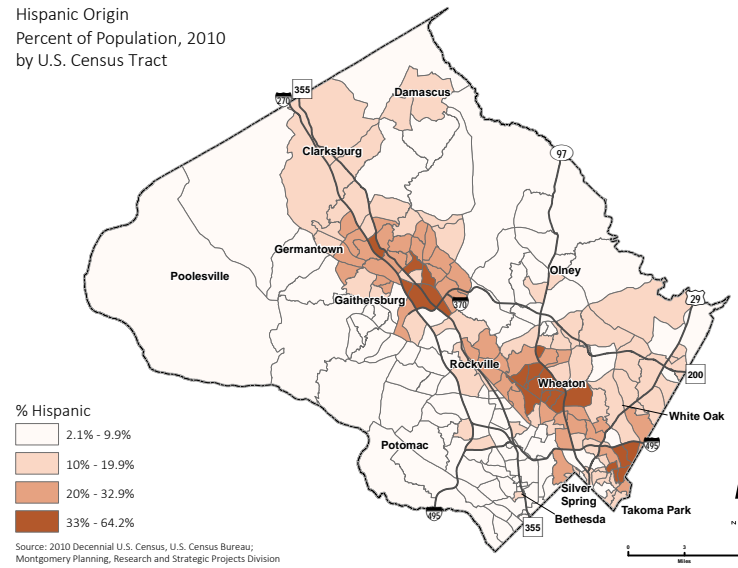 Hispanic Origin
Percent of Population, 2010
by U.S. Census Tract
270
355
Damascus
Clarksburg
97
Germantown
Poolesville
Olney
Gaithersburg
370
29
Rockville
Wheaton
200
White Oak
% Hispanic
2.1% - 9.9%
10% - 19.9%
20% - 32.9%
33% - 64.2%
Potomac
495
Silver
Spring
Takoma Park
495
Bethesda
355
N
Source: 2010 Decennial U.S. Census, U.S. Census Bureau;
Montgomery Planning, Research and Strategic Projects Division
0 3
Miles